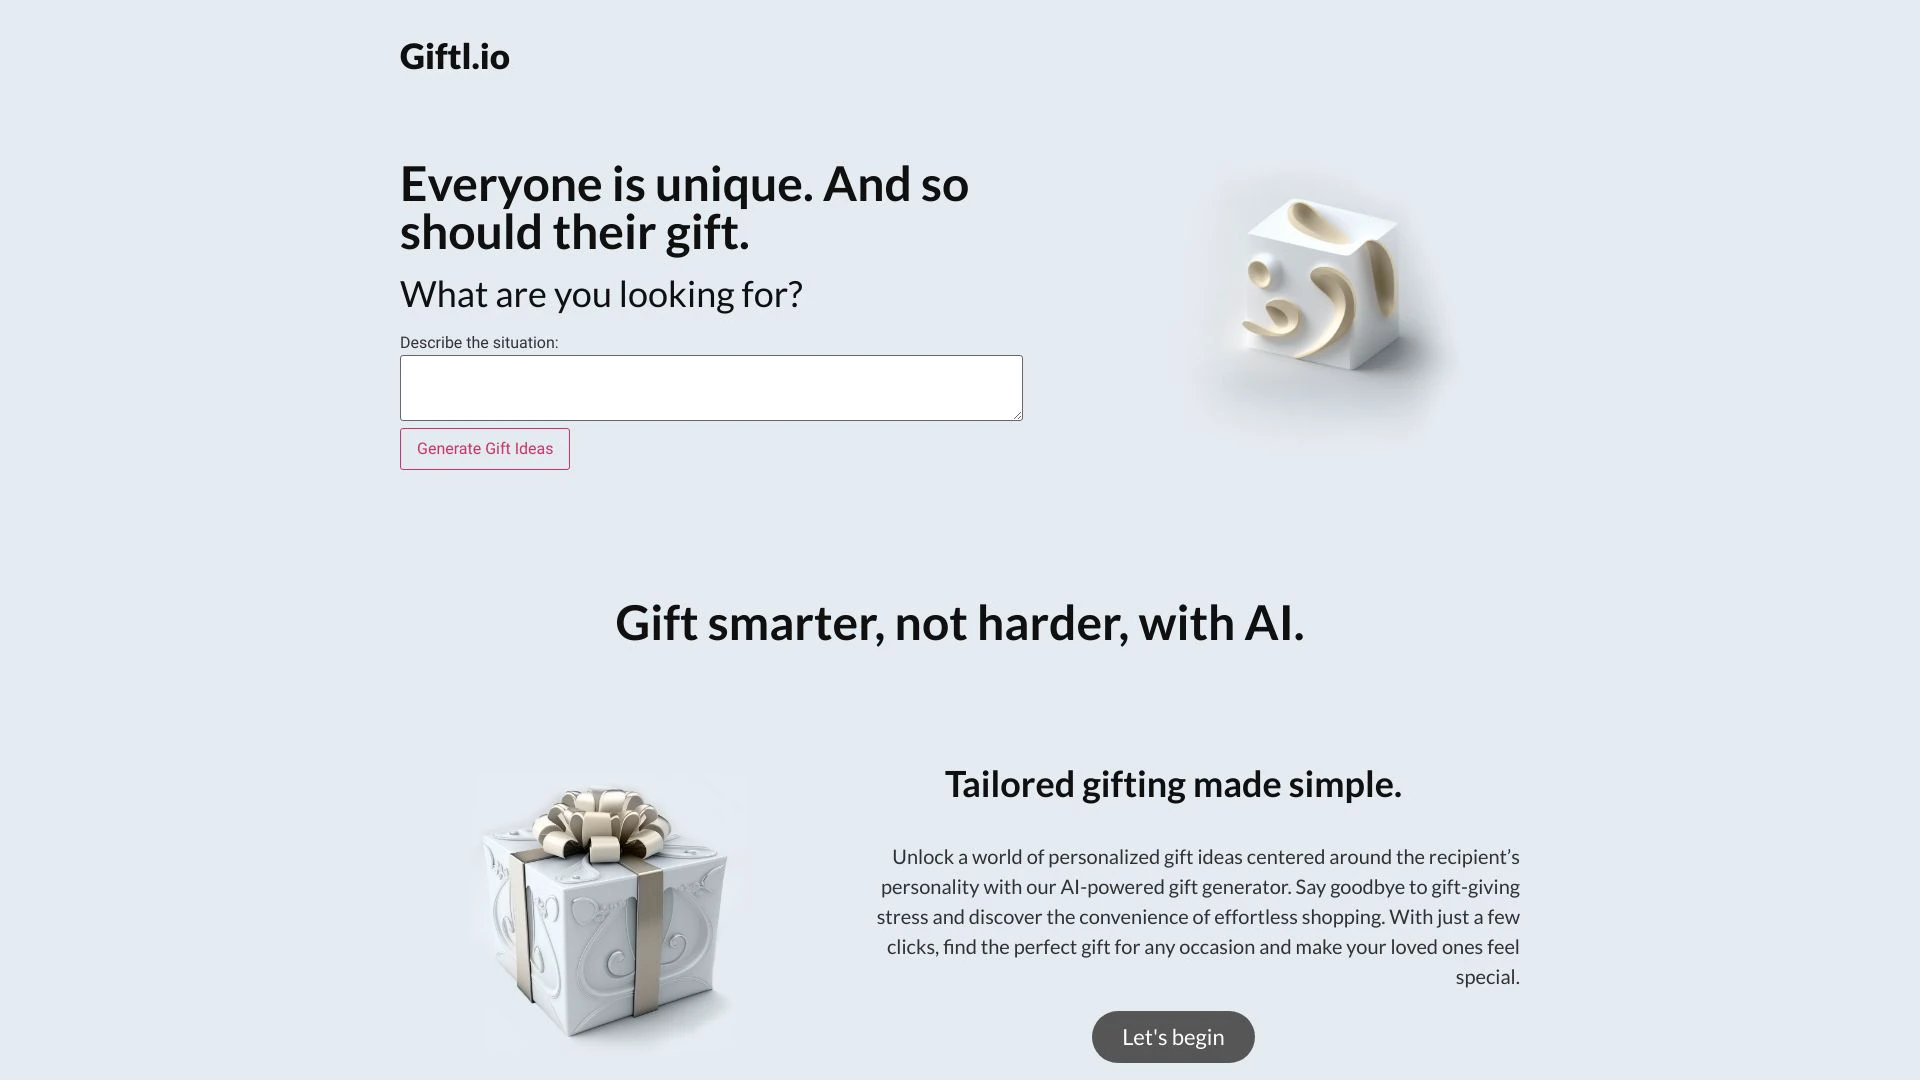 Giftl.io
Everyone is unique. And so
should their gift.
What are you looking for?
Describe the situation:
Generate Gift Ideas
Gift smarter, not harder, with AI.
Tailored gifting made simple.
Unlock a world of personalized gift ideas centered around the recipient’s
personality with our AI-powered gift generator. Say goodbye to gift-giving
stress and discover the convenience of effortless shopping. With just a few
clicks, find the perfect gift for any occasion and make your loved ones feel
special.
Let's begin